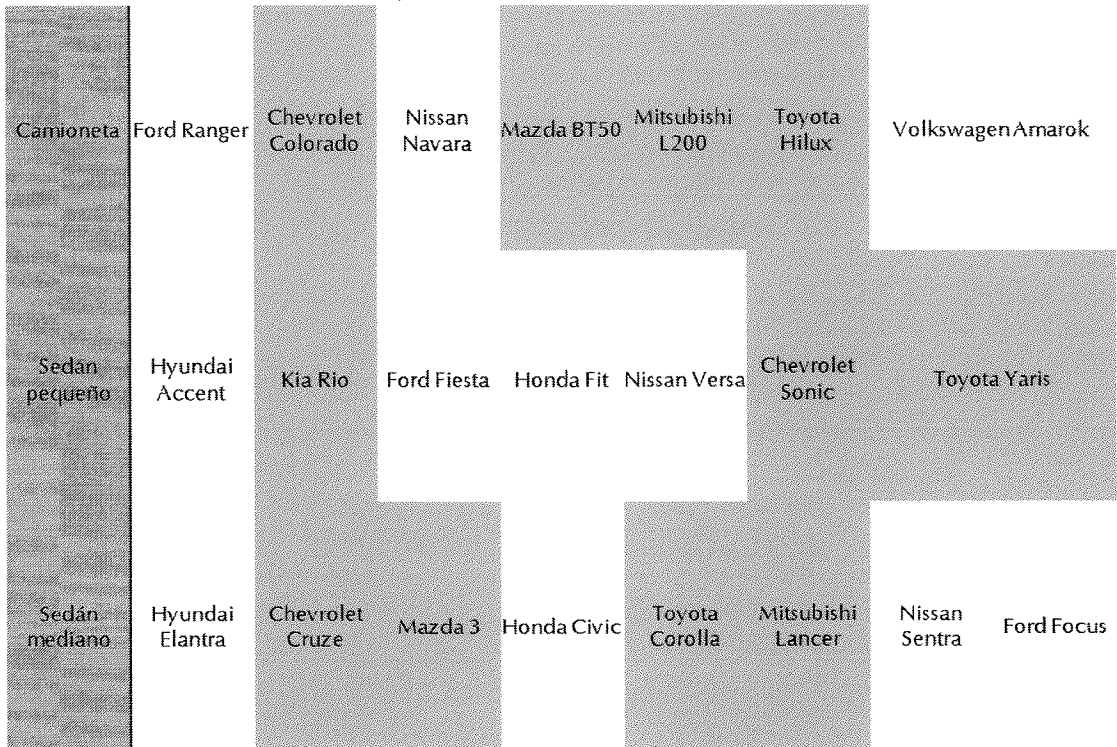 Camioneta Ford Ranger Chevrolet Colorado Nissan Navara Mazda BT50 Mitsubishi L200 Toyota Hilux Volkswagen Amarok
Sedan pequeño Hyundai Accent Kia Rio Ford Fiesta Honda Fit Nissan Versa Chevrolet Sonic Toyota Yaris
Sedán mediano Hyundai Elantra Chevrolet Cruze Mazda 3 Honda Civic Toyota Corolla Mitsubishi Lancer Nissan Sentra Ford Focus